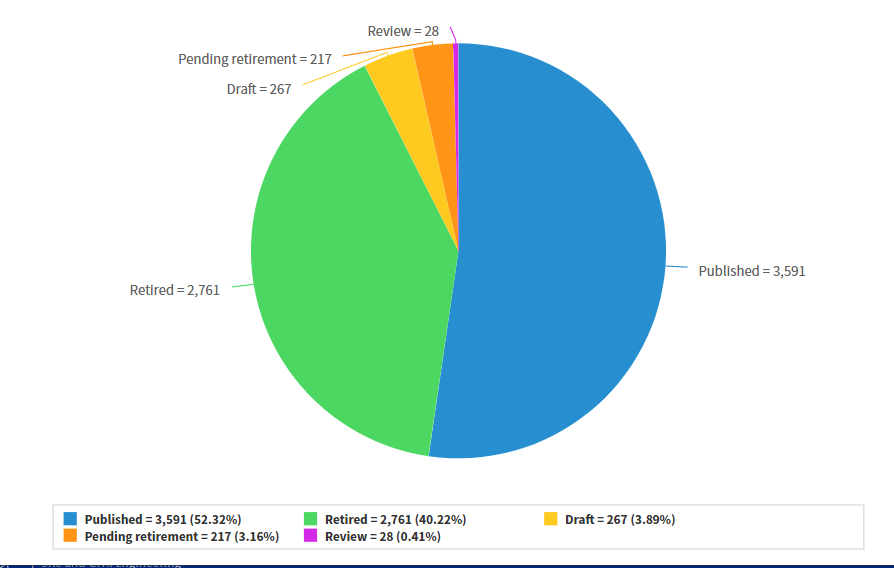 Review = 28
Pending retirement = 217
Draft = 267
Published = 3,591
Retired = 2,761
Published = 3,591 (52.32%) Retired = 2,761 (40.22%) Draft = 267 (3.89%)
Pending retirement = 217 (3.16%) Review = 28 (0.41%)